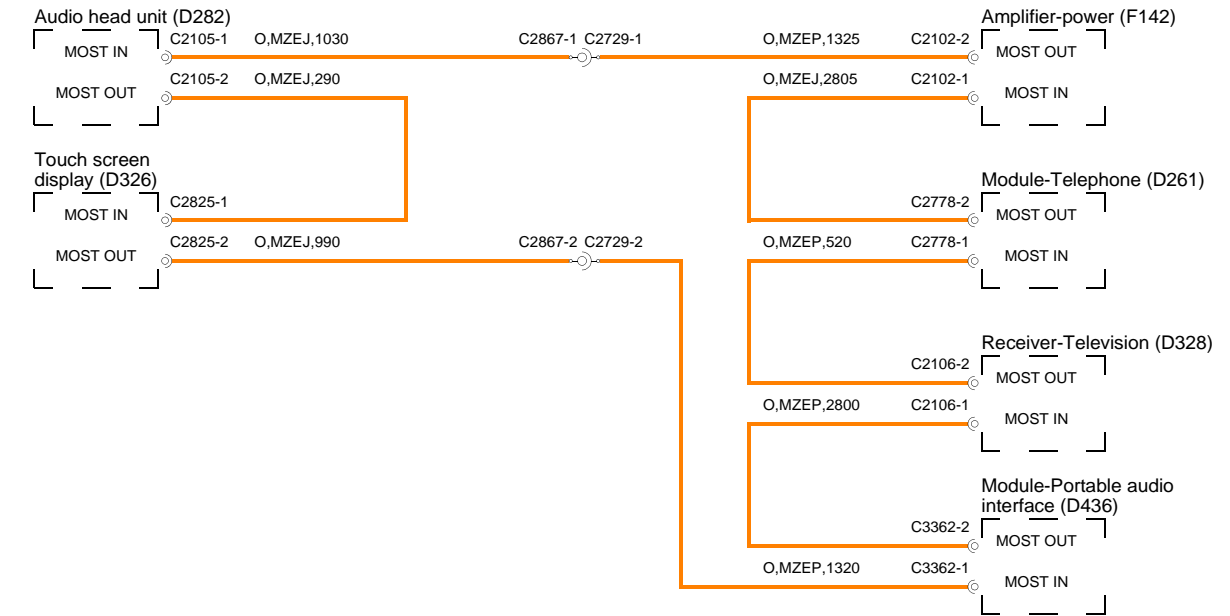 Audio head unit (D282)
MOST IN
C2105-1 O,MZEJ,1030
C2867-1 C2729-1
O,MZEP,1325 C2102-2
Amplifier-power (F142)
MOST OUT
MOST OUT
C2105-2 O,MZEJ,290
O,MZEJ,2805 C2102-1
MOST IN
Touch screen
display (D326)
MOST IN
C2825-1
Module-Telephone (D261)
C2778-2
MOST OUT
MOST OUT
C2825-2 O,MZEJ,990
C2867-2 C2729-2
O,MZEP,520 C2778-1
MOST IN
Receiver-Television (D328)
C2106-2
MOST OUT
O,MZEP,2800 C2106-1
MOST IN
Module-Portable audio
interface (D436)
C3362-2
MOST OUT
O,MZEP,1320 C3362-1
MOST IN